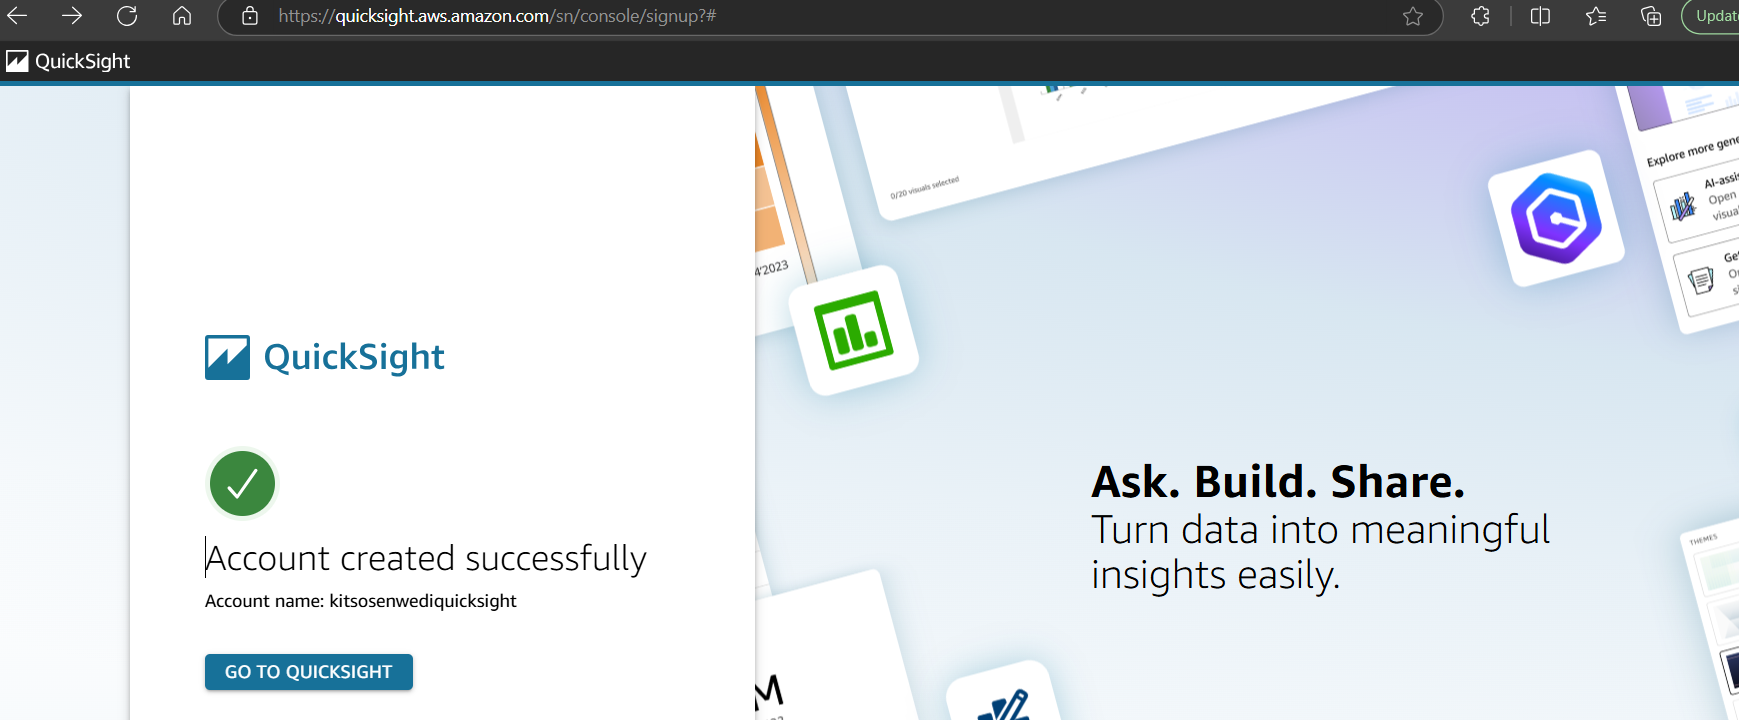 https://quicksight.aws.amazon.com/sn/console/signup?#
Update
QuickSight
0/20 visuals selected
Explore more gene
AI-assis
Open
visua
Ge
4'2023
QuickSight
Account created successfully
Account name: kitsosenwediquicksight
GO TO QUICKSIGHT
Ask. Build. Share.
Turn data into meaningful
insights easily.
THEMES
M